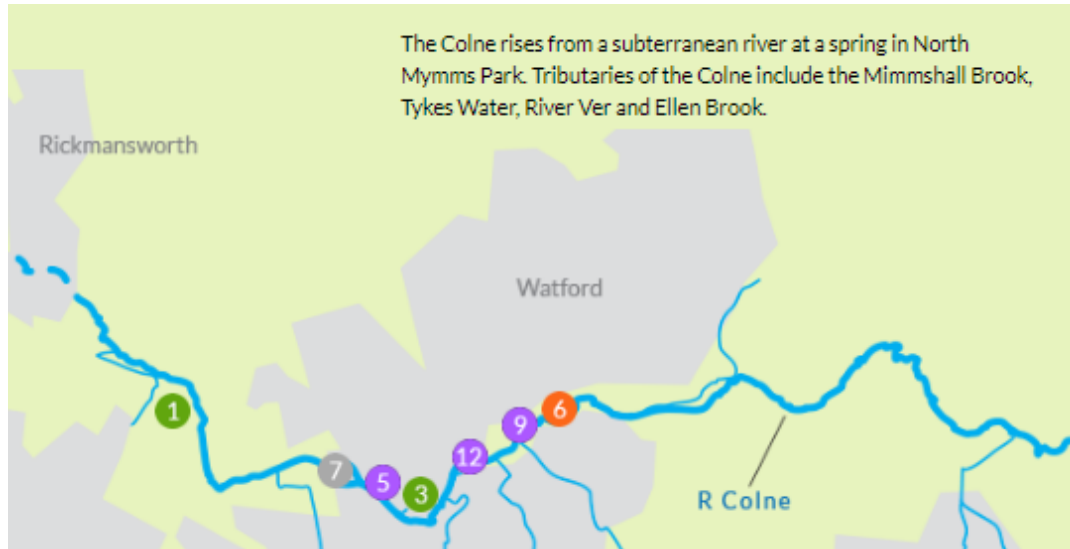 The Colne rises from a subterranean river at a spring in North
Mymms Park. Tributaries of the Colne include the Mimmshall Brook,
Tykes Water, River Ver and Ellen Brook.
Rickmansworth
Watford
1
6
9
12
7
5
3
R Colne